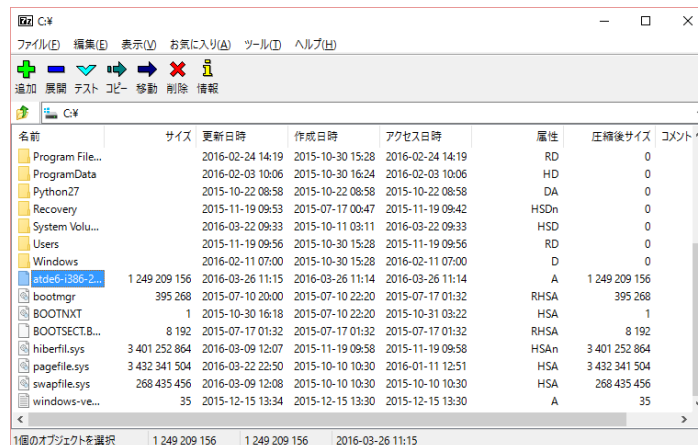 C:¥
ファイル(F) 編集(E) 表示(V) お気に入り(A) ツール(T) ヘルプ(H)
追加 展開 テスト コピー 移動 削除 情報
C:¥
名前 サイズ 更新日時 作成日時 アクセス日時 属性 圧縮後サイズ コメント
Program File... 2016-02-24 14:19 2015-10-30 15:28 2016-02-24 14:19 RD 0
ProgramData 2016-02-03 10:06 2015-10-30 16:24 2016-02-03 10:06 HD 0
Python27 2015-10-22 08:58 2015-10-22 08:58 2015-10-22 08:58 DA 0
Recovery 2015-11-19 09:53 2015-07-17 00:47 2015-11-19 09:42 HSDn 0
System Volu... 2016-03-22 09:33 2015-10-11 03:11 2016-03-22 09:33 HSD 0
Users 2015-11-19 09:56 2015-10-30 15:28 2015-11-19 09:56 RD 0
Windows 2016-02-11 07:00 2015-10-30 15:28 2016-02-11 07:00 D 0
atde6-i386-2... 1 249 209 156 2016-03-26 11:15 2016-03-26 11:14 2016-03-26 11:14 A 1 249 209 156
bootmgr 395 268 2015-07-10 20:00 2015-07-10 22:20 2015-07-17 01:32 RHSA 395 268
BOOTNXT 1 2015-10-30 16:18 2015-07-10 22:20 2015-10-31 03:22 HSA 1
BOOTSECT.B... 8 192 2015-07-17 01:32 2015-07-17 01:32 2015-07-17 01:32 RHSA 8 192
hiberfil.sys 3 401 252 864 2016-03-09 12:07 2015-11-19 09:58 2015-11-19 09:58 HSAn 3 401 252 864
pagefile.sys 3 432 341 504 2016-03-22 22:50 2015-10-10 10:30 2016-01-11 12:51 HSA 3 432 341 504
swapfile.sys 268 435 456 2016-03-09 12:08 2015-10-10 10:30 2015-10-10 10:30 HSA 268 435 456
windows-ve... 35 2015-12-15 13:34 2015-12-15 13:30 2015-12-15 13:30 A 35
1個のオブジェクトを選択 1 249 209 156 1 249 209 156 2016-03-26 11:15